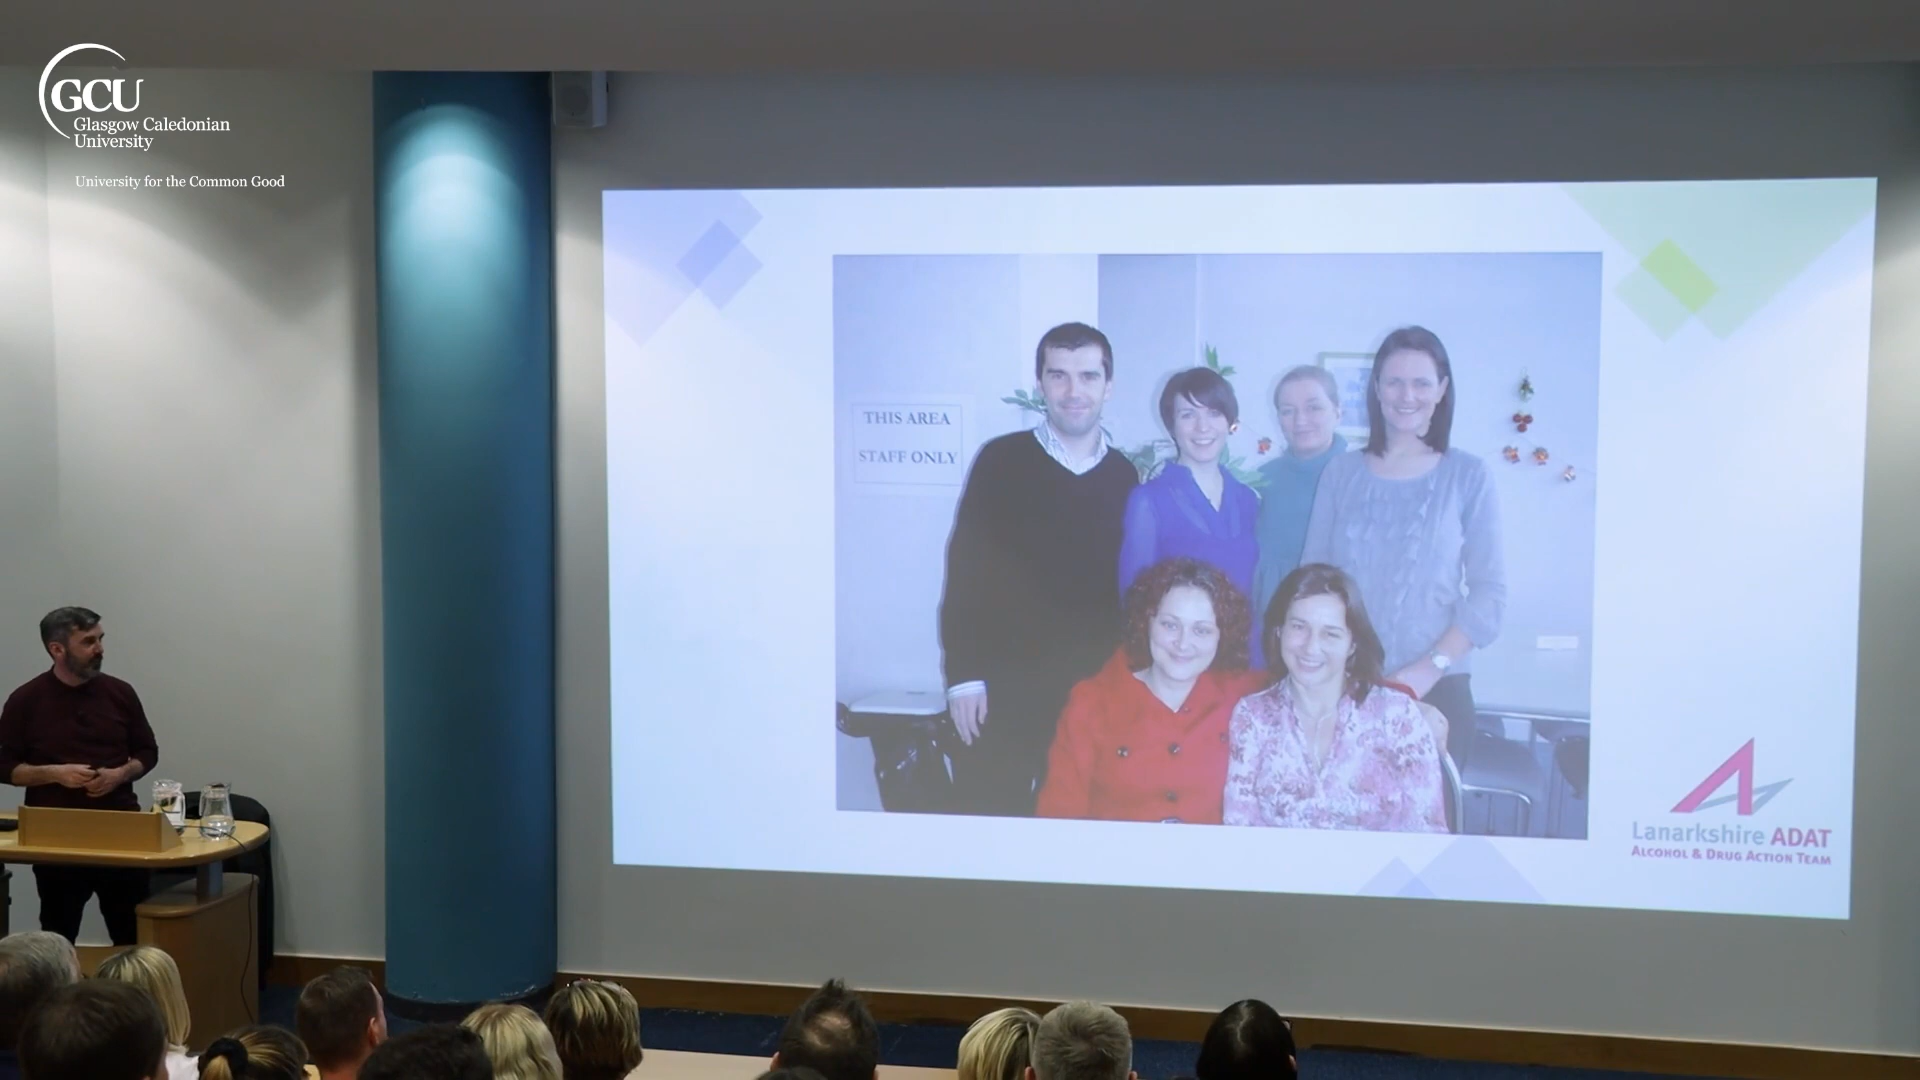 GCU
Glasgow Caledonian
University
University for the Common Good
THIS AREA
STAFF ONLY
Lanarkshire ADAT
ALCOHOL & DRUG ACTION TEAM